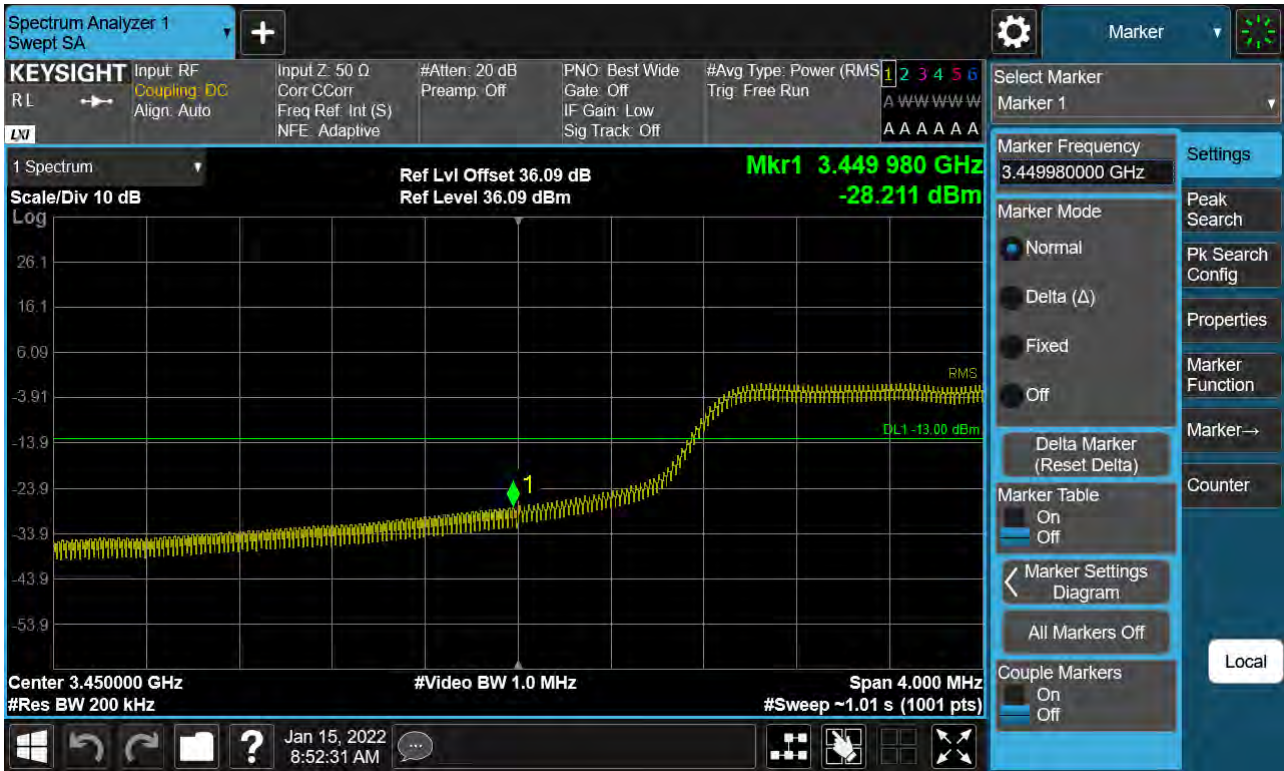 Spectrum Analyzer 1
Swept SA
+
Marker
KEYSIGHT
RL
LXI
Input: RF
Coupling: DC
Align: Auto
Input Z: 50 Ω
Corr CCorr
Freq Ref: Int (S)
NFE: Adaptive
#Atten: 20 dB
Preamp: Off
PNO: Best Wide
Gate: Off
IF Gain: Low
Sig Track: Off
#Avg Type: Power (RMS
Trig: Free Run
1 2 3 4 5 6
A W W W W W
A A A A A A
Select Marker
Marker 1
1 Spectrum
Scale/Div 10 dB
Log
Ref Lvl Offset 36.09 dB
Ref Level 36.09 dBm
Mkr1 3.449 980 GHz
-28.211 dBm
26.1
16.1
6.09
-3.91
-13.9
-23.9
-33.9
-43.9
-53.9
RMS
DL1 -13.00 dBm
1
Center 3.450000 GHz
#Res BW 200 kHz
#Video BW 1.0 MHz
Span 4.000 MHz
#Sweep ~1.01 s (1001 pts)
Marker Frequency
3.449980000 GHz
Marker Mode
Normal
Delta (Δ)
Fixed
Off
Delta Marker
(Reset Delta)
Marker Table
On
Off
Marker Settings
Diagram
All Markers Off
Couple Markers
On
Off
Settings
Peak
Search
Pk Search
Config
Properties
Marker
Function
Marker→
Counter
Local
?
Jan 15, 2022
8:52:31 AM